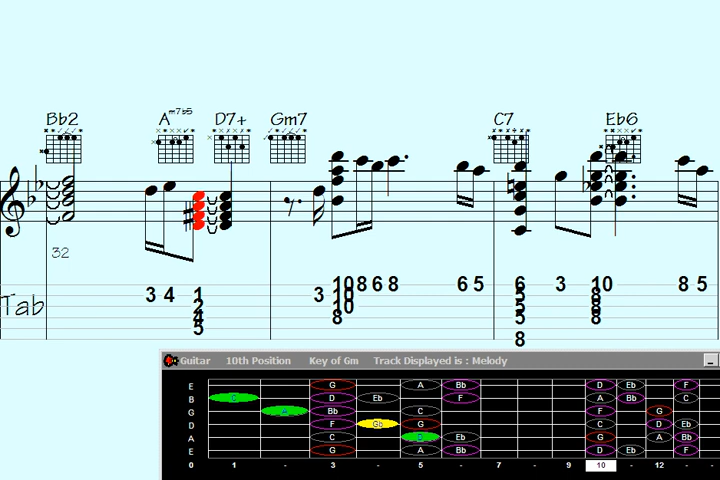 Bb2 Am7b5 D7+ Gm7 C7 Eb6
32
10 8 6 8 6 5 6 3 10 8 5
3 4 1 3 10 5 8
Tab 2 10 5 8
4 8 5 8
5
8
Guitar 10th Position Key of Gm Track Displayed is : Melody
E G A Bb D Eb F
B C D Eb F A Bb C
G A Bb C F G
D F Gb G C D Eb
A C D Eb G A Bb
E G A Bb D Eb F
0 1 - 3 - 5 - 7 - 9 10 - 12 - -